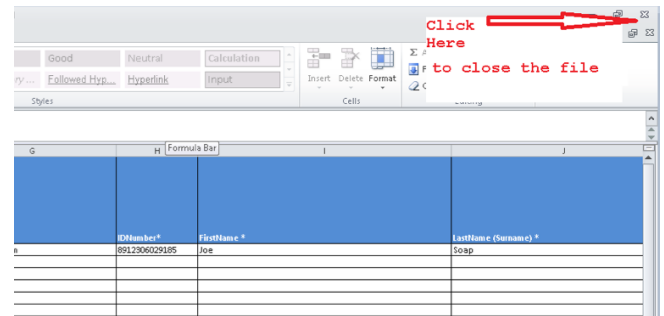 Click
Here
to close the file
Good Neutral Calculation
Followed Hyp... Hyperlink Input
Insert Delete Format
Styles Cells
G H I J
Formula Bar
IDNumber* FirstName * LastName (Surname) *
8912306029185 Joe Soap